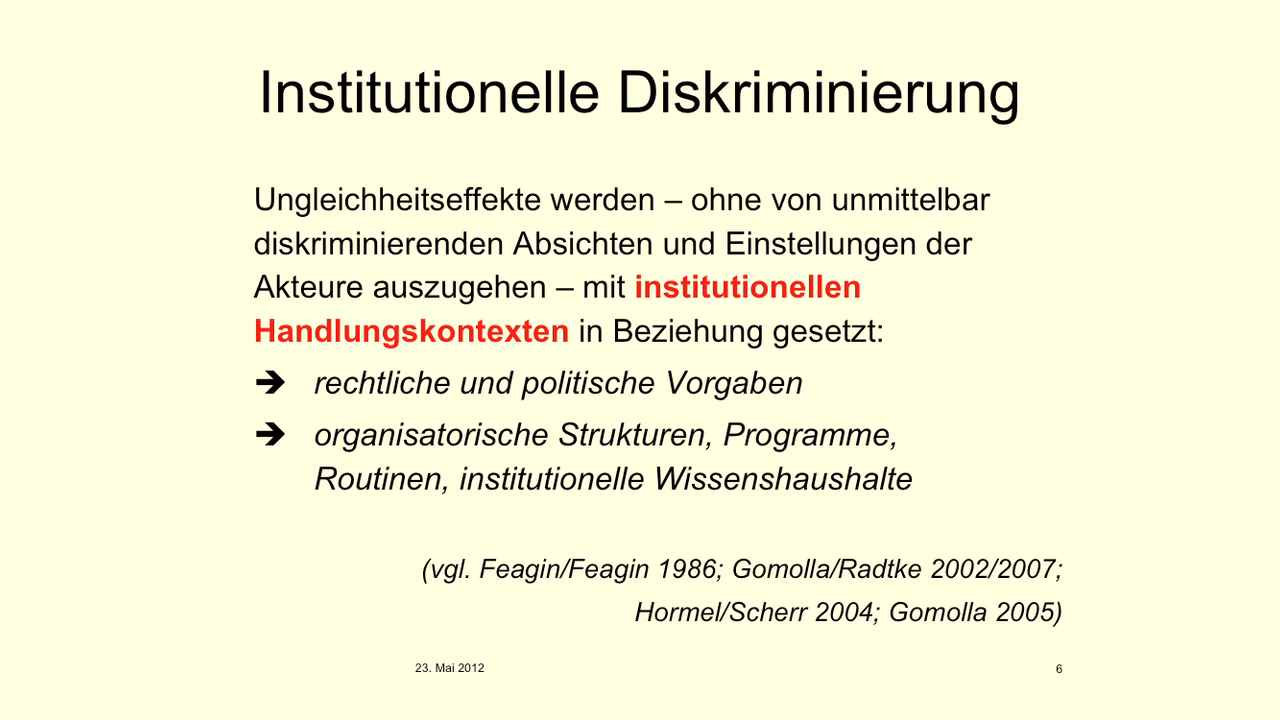 Institutionelle Diskriminierung
Ungleichheitseffekte werden – ohne von unmittelbar
diskriminierenden Absichten und Einstellungen der
Akteure auszugehen – mit institutionellen
Handlungskontexten in Beziehung gesetzt:
➔ rechtliche und politische Vorgaben
➔ organisatorische Strukturen, Programme,
Routinen, institutionelle Wissenshaushalte
(vgl. Feagin/Feagin 1986; Gomolla/Radtke 2002/2007;
Hormel/Scherr 2004; Gomolla 2005)
23. Mai 2012 6